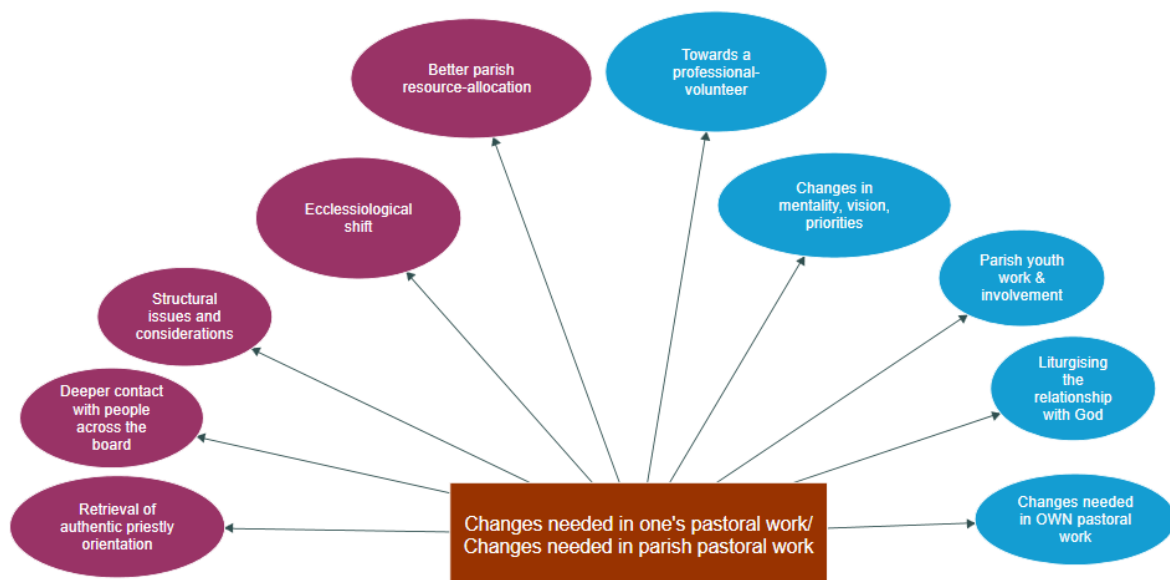 Better parish
resource-allocation
Towards a
professional-
volunteer
Ecclessiological
shift
Changes in
mentality, vision,
priorities
Structural
issues and
considerations
Parish youth
work &
involvement
Deeper contact
with people
across the
board
Liturgising
the
relationship
with God
Retrieval of
authentic priestly
orientation
Changes needed in one's pastoral work/
Changes needed in parish pastoral work
Changes needed
in OWN pastoral
work